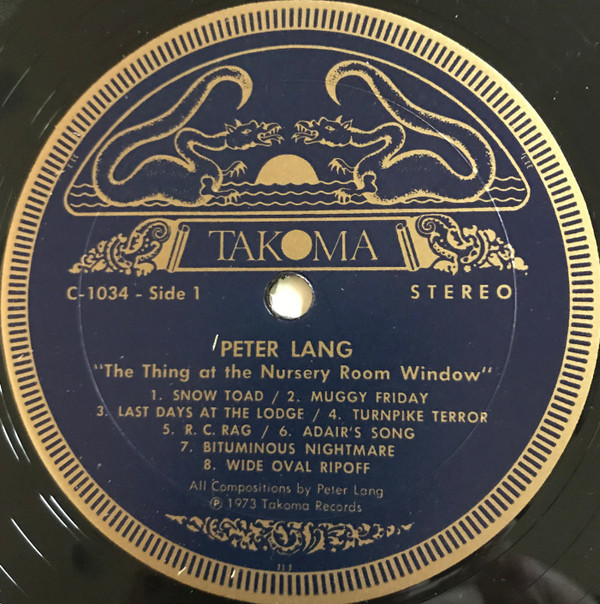 TAKOMA
C-1034 - Side 1
STEREO
PETER LANG
"The Thing at the Nursery Room Window"
1. SNOW TOAD / 2. MUGGY FRIDAY
3. LAST DAYS AT THE LODGE / 4. TURNPIKE TERROR
5. R. C. RAG / 6. ADAIR'S SONG
7. BITUMINOUS NIGHTMARE
8. WIDE OVAL RIPOFF
All Compositions by Peter Lang
℗ 1973 Takoma Records